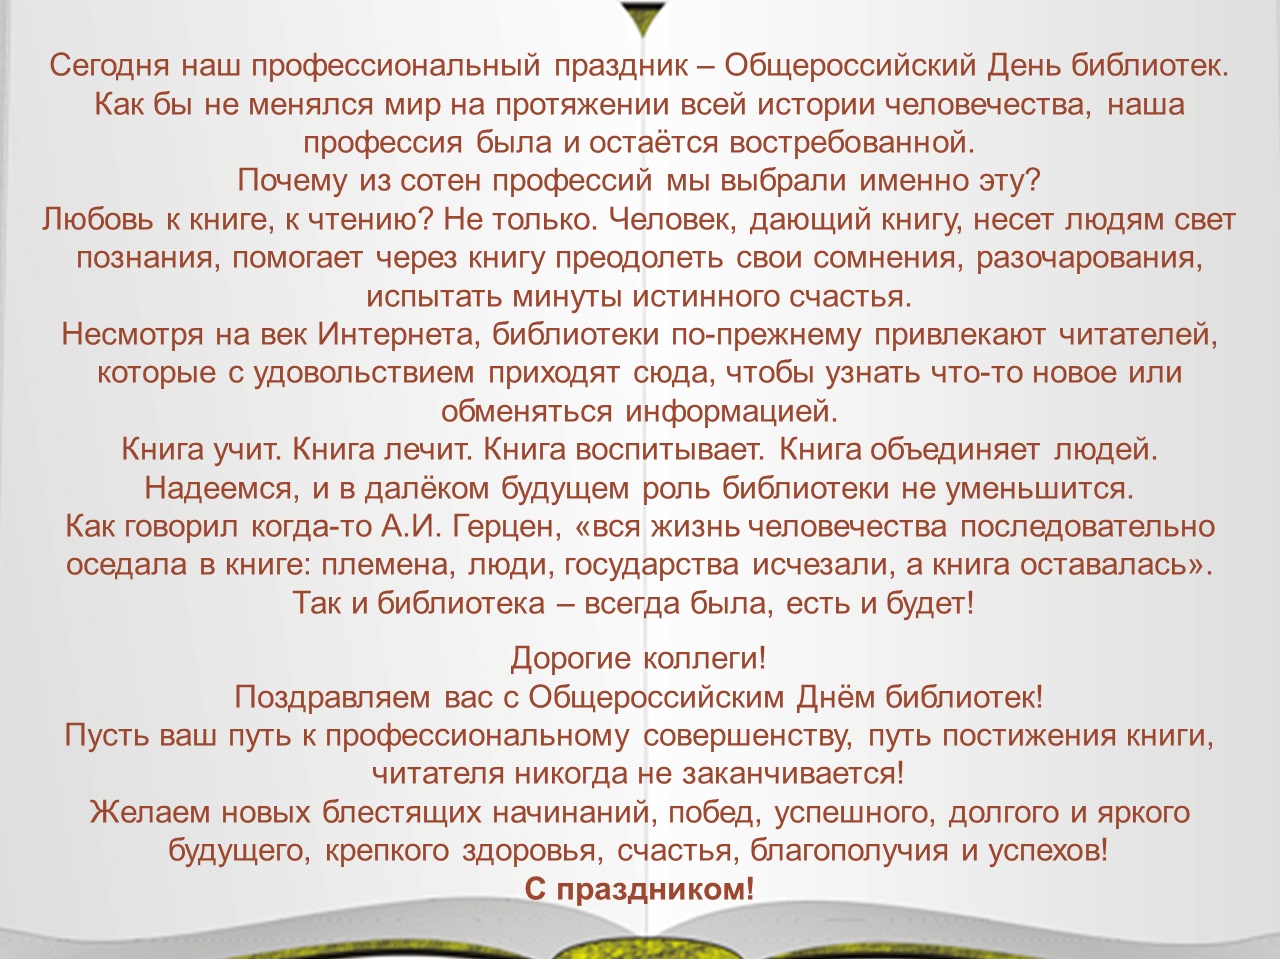 Сегодня наш профессиональный праздник – Общероссийский День библиотек.
Как бы не менялся мир на протяжении всей истории человечества, наша
профессия была и остаётся востребованной.
Почему из сотен профессий мы выбрали именно эту?
Любовь к книге, к чтению? Не только. Человек, дающий книгу, несет людям свет
познания, помогает через книгу преодолеть свои сомнения, разочарования,
испытать минуты истинного счастья.
Несмотря на век Интернета, библиотеки по-прежнему привлекают читателей,
которые с удовольствием приходят сюда, чтобы узнать что-то новое или
обменяться информацией.
Книга учит. Книга лечит. Книга воспитывает. Книга объединяет людей.
Надеемся, и в далёком будущем роль библиотеки не уменьшится.
Как говорил когда-то А.И. Герцен, «вся жизнь человечества последовательно
оседала в книге: племена, люди, государства исчезали, а книга оставалась».
Так и библиотека – всегда была, есть и будет!
Дорогие коллеги!
Поздравляем вас с Общероссийским Днём библиотек!
Пусть ваш путь к профессиональному совершенству, путь постижения книги,
читателя никогда не заканчивается!
Желаем новых блестящих начинаний, побед, успешного, долгого и яркого
будущего, крепкого здоровья, счастья, благополучия и успехов!
С праздником!